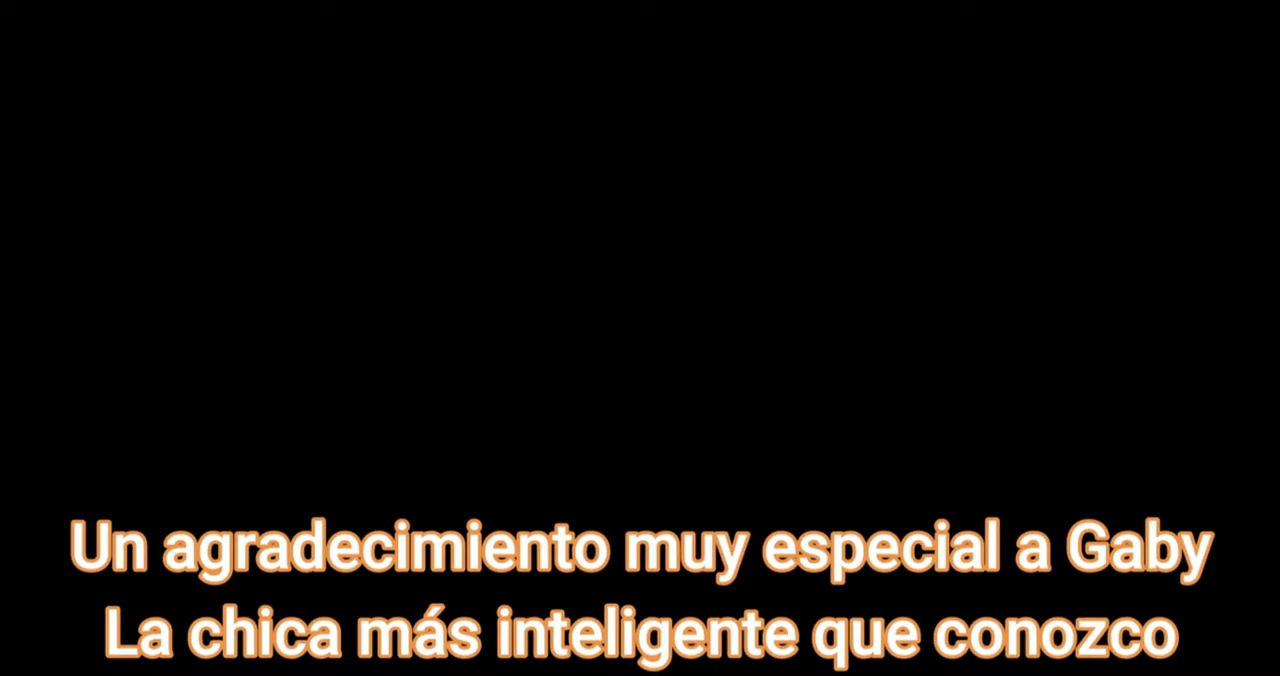 Un agradecimiento muy especial a Gaby
La chica más inteligente que conozco